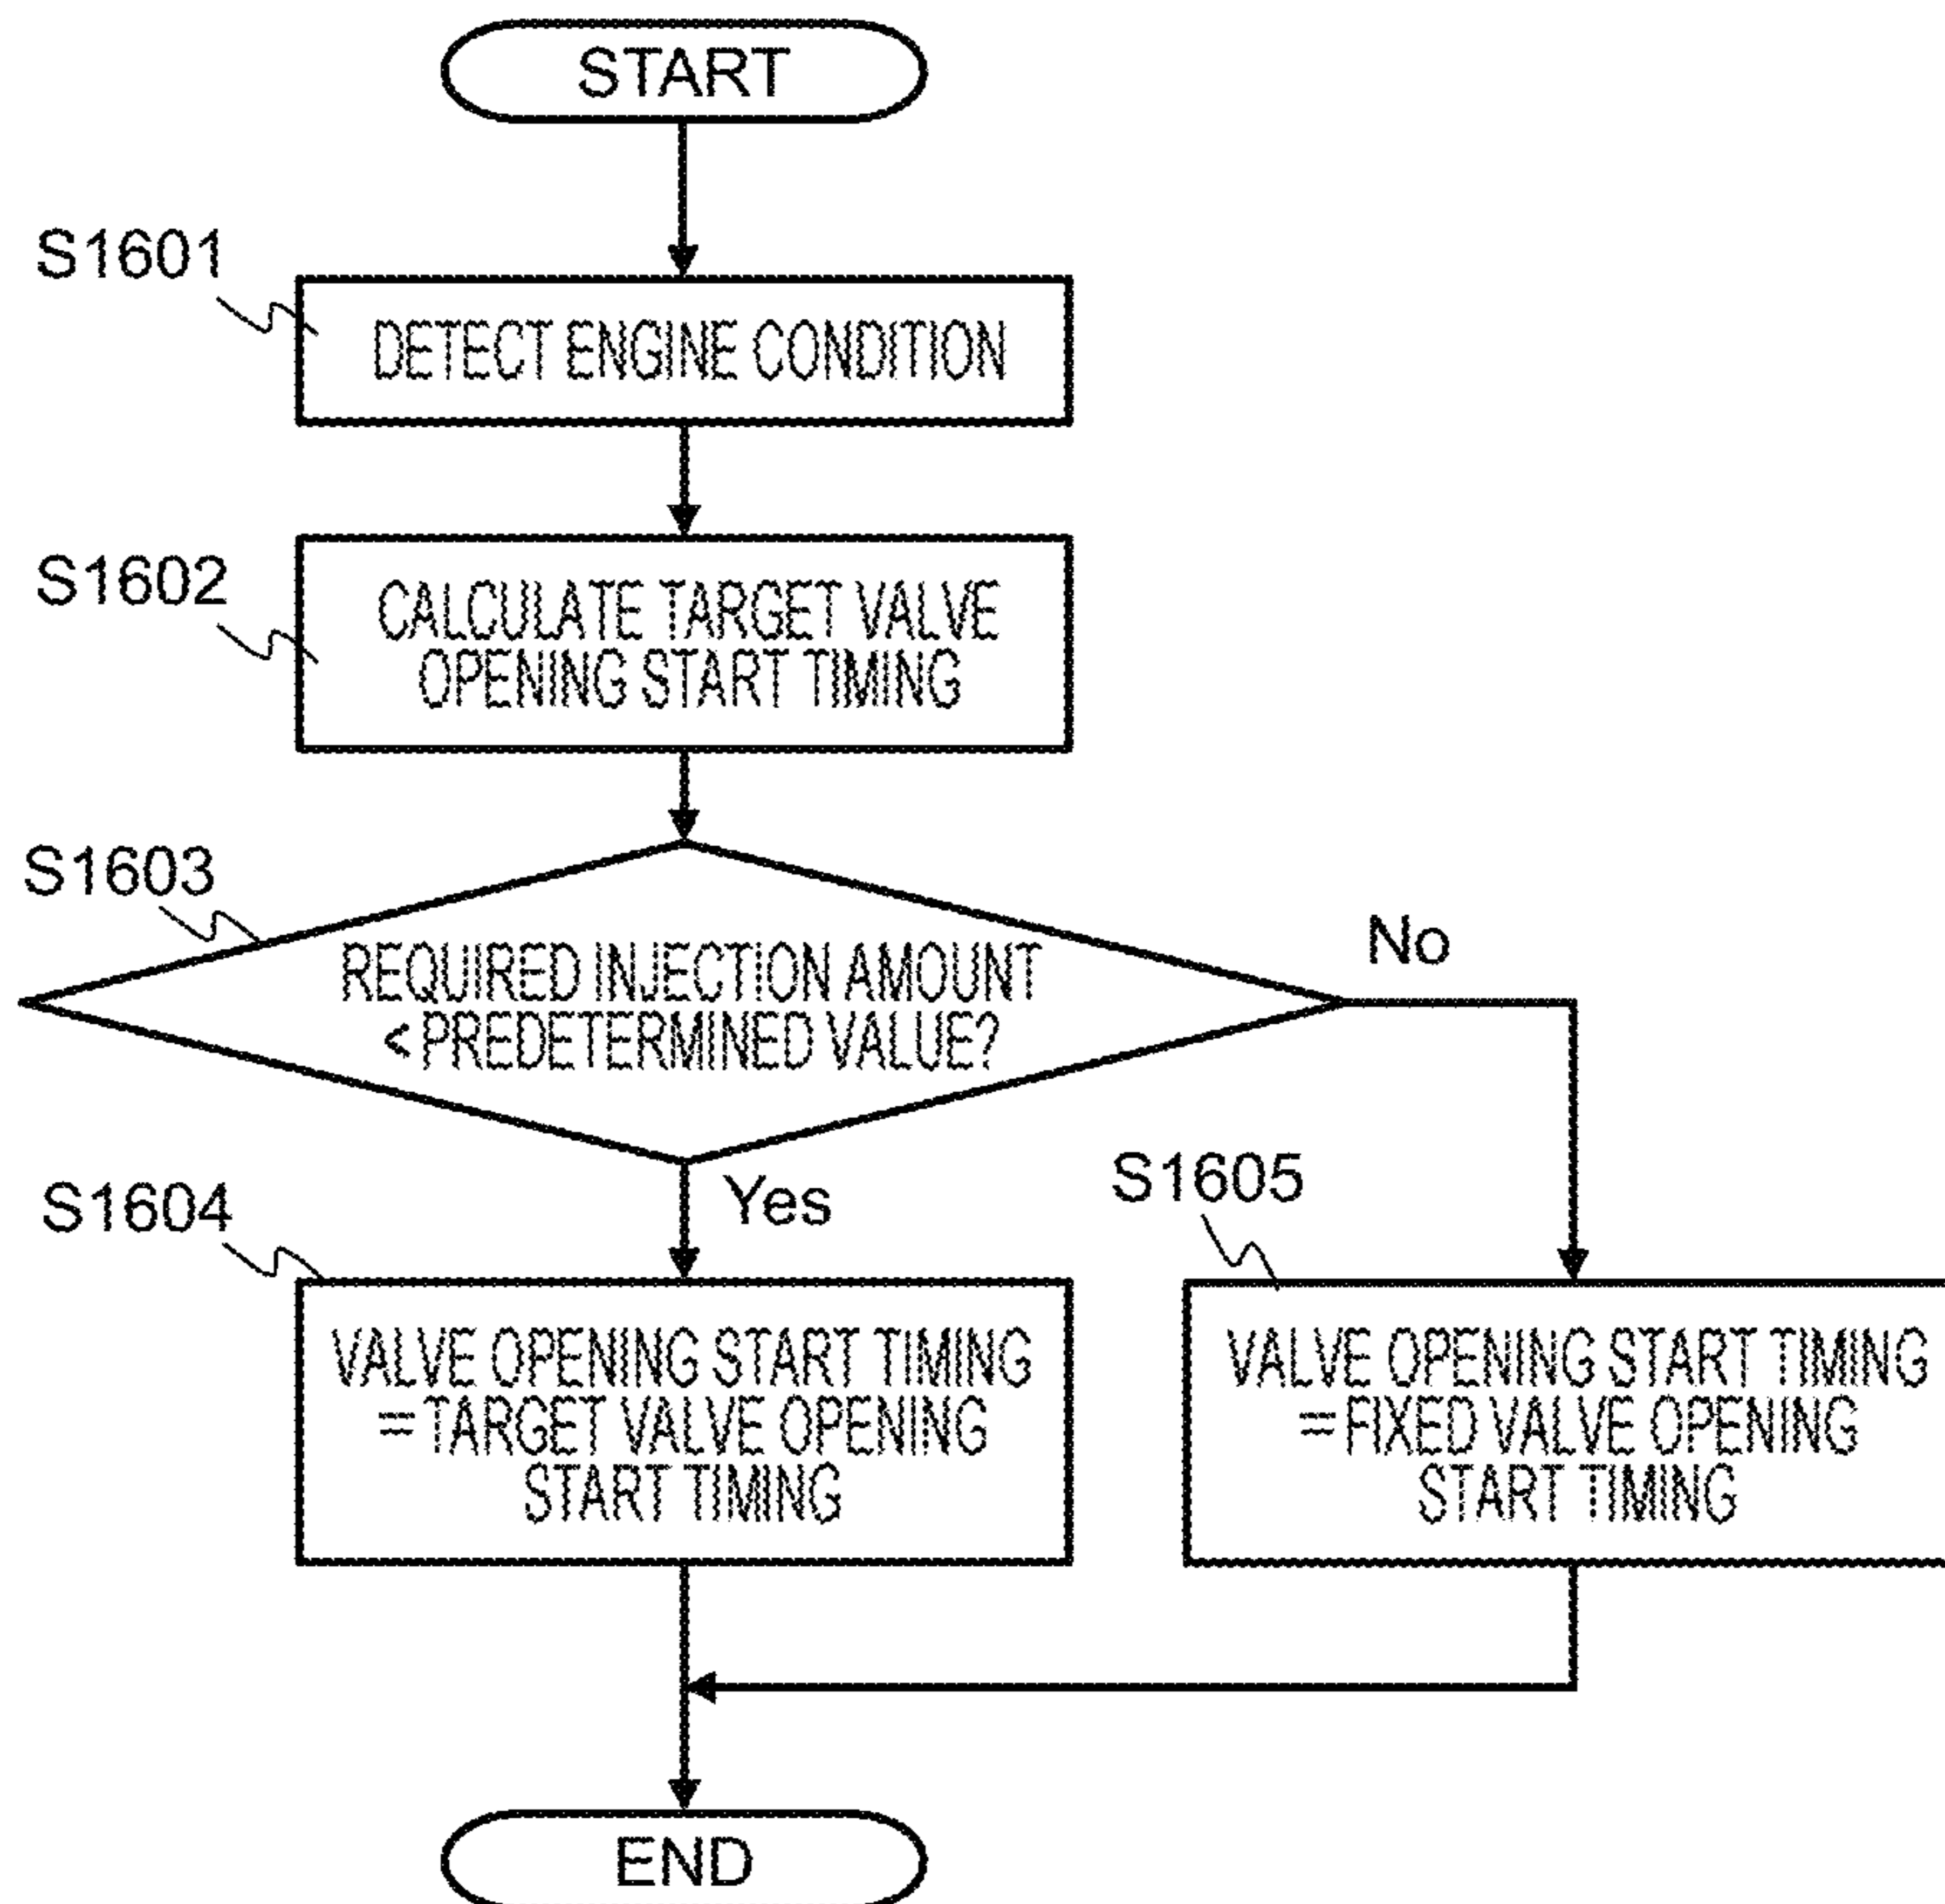 START
S1601
DETECT ENGINE CONDITION
S1602
CALCULATE TARGET VALVE
OPENING START TIMING
S1603
REQUIRED INJECTION AMOUNT
< PREDETERMINED VALUE?
No
Yes
S1604
VALVE OPENING START TIMING
= TARGET VALVE OPENING
START TIMING
S1605
VALVE OPENING START TIMING
= FIXED VALVE OPENING
START TIMING
END